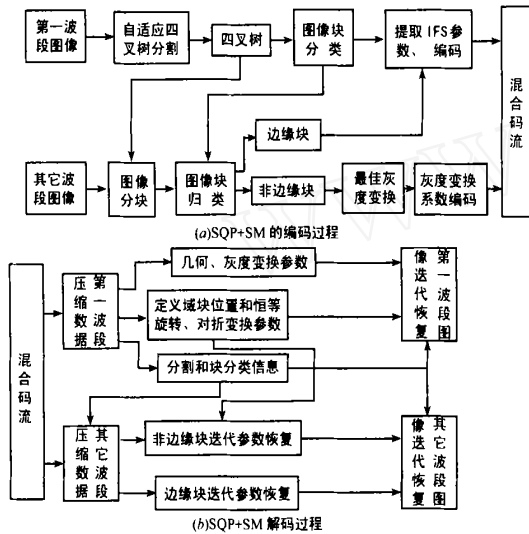 第一波
段图像
自适应四
叉树分割
四叉树
图像块
分 类
提取IFS参
数、编码
混合码流
边缘块
其它波
段图像
图像
分块
图像块
归 类
非边缘块
最佳灰
度变换
灰度变换
系数编码
(a)SQP+SM 的编码过程
混合码流
第一波段
压缩数据
几何、灰度变换参数
定义域块位置和恒等
旋转、对折变换参数
分割和块分类信息
第一波段图
像迭代恢复
其它波段
压缩数据
非边缘块迭代参数恢复
边缘块迭代参数恢复
其它波段图
像迭代恢复
(b)SQP+SM 解码过程